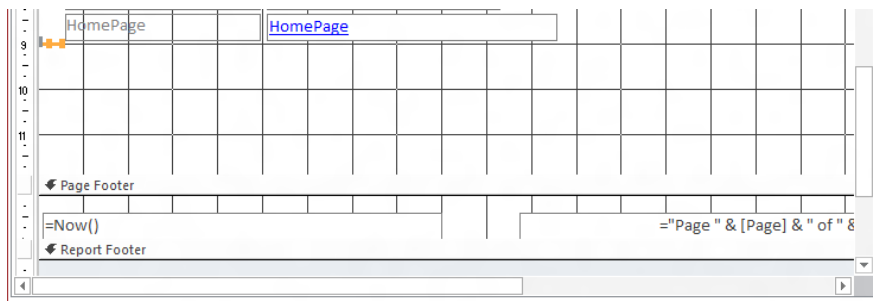 HomePage HomePage
9
10
11
Page Footer
=Now() ="Page " & [Page] & " of " &
Report Footer